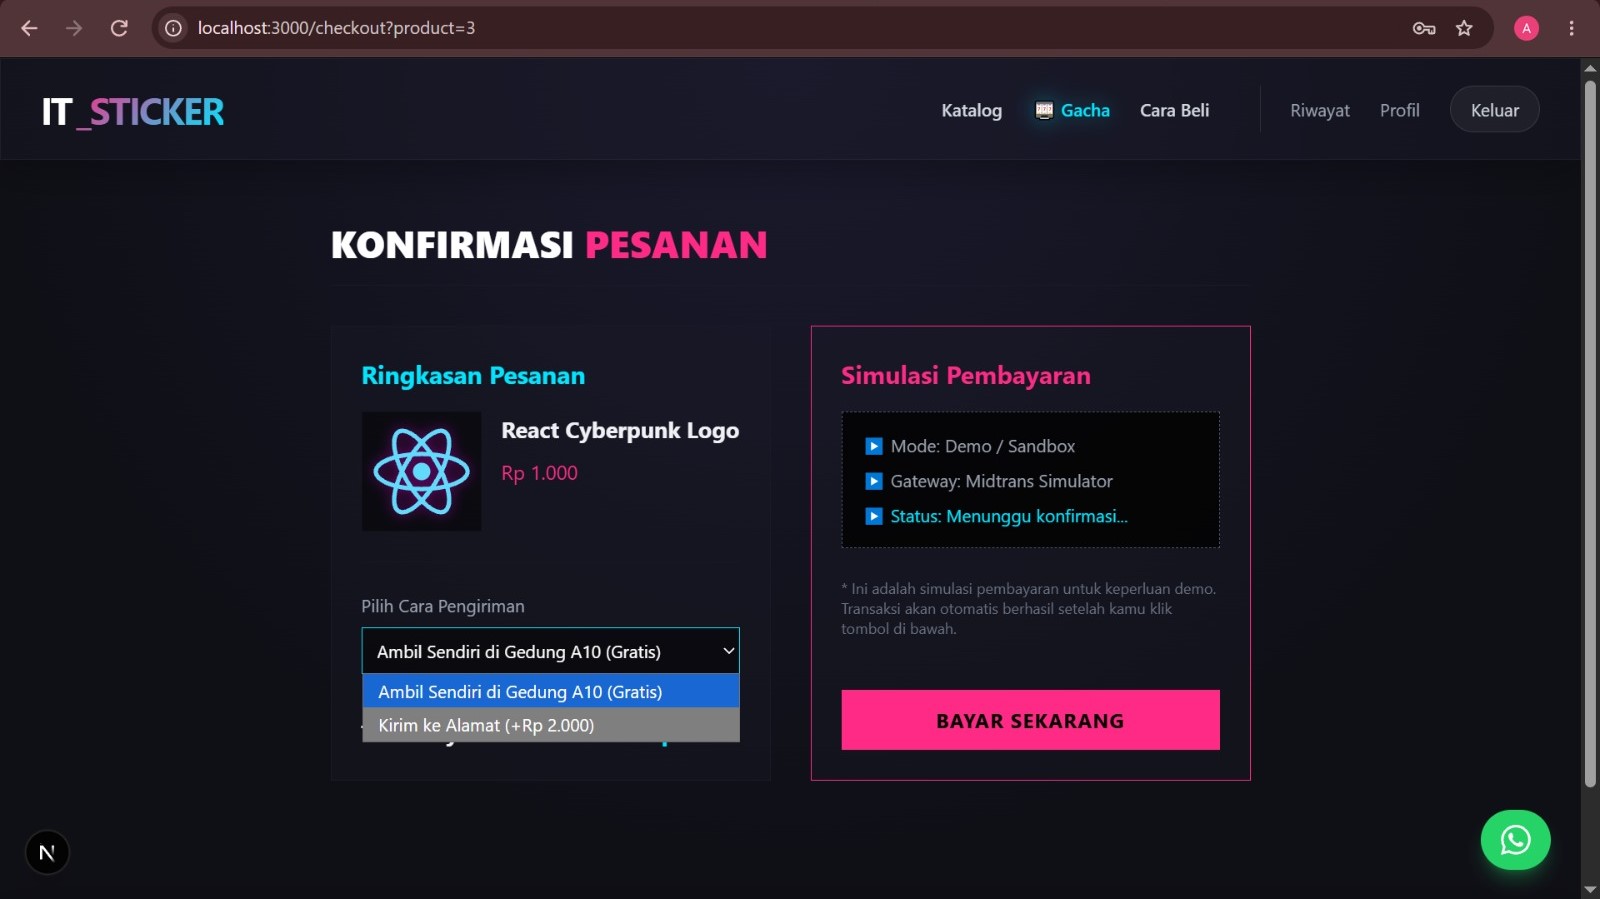 localhost:3000/checkout?product=3
A
IT_STICKER
Katalog
Gacha
Cara Beli
Riwayat
Profil
Keluar
KONFIRMASI PESANAN
Ringkasan Pesanan
React Cyberpunk Logo
Rp 1.000
Pilih Cara Pengiriman
Ambil Sendiri di Gedung A10 (Gratis)
Ambil Sendiri di Gedung A10 (Gratis)
Kirim ke Alamat (+Rp 2.000)
Simulasi Pembayaran
Mode: Demo / Sandbox
Gateway: Midtrans Simulator
Status: Menunggu konfirmasi...
* Ini adalah simulasi pembayaran untuk keperluan demo.
Transaksi akan otomatis berhasil setelah kamu klik
tombol di bawah.
BAYAR SEKARANG
N